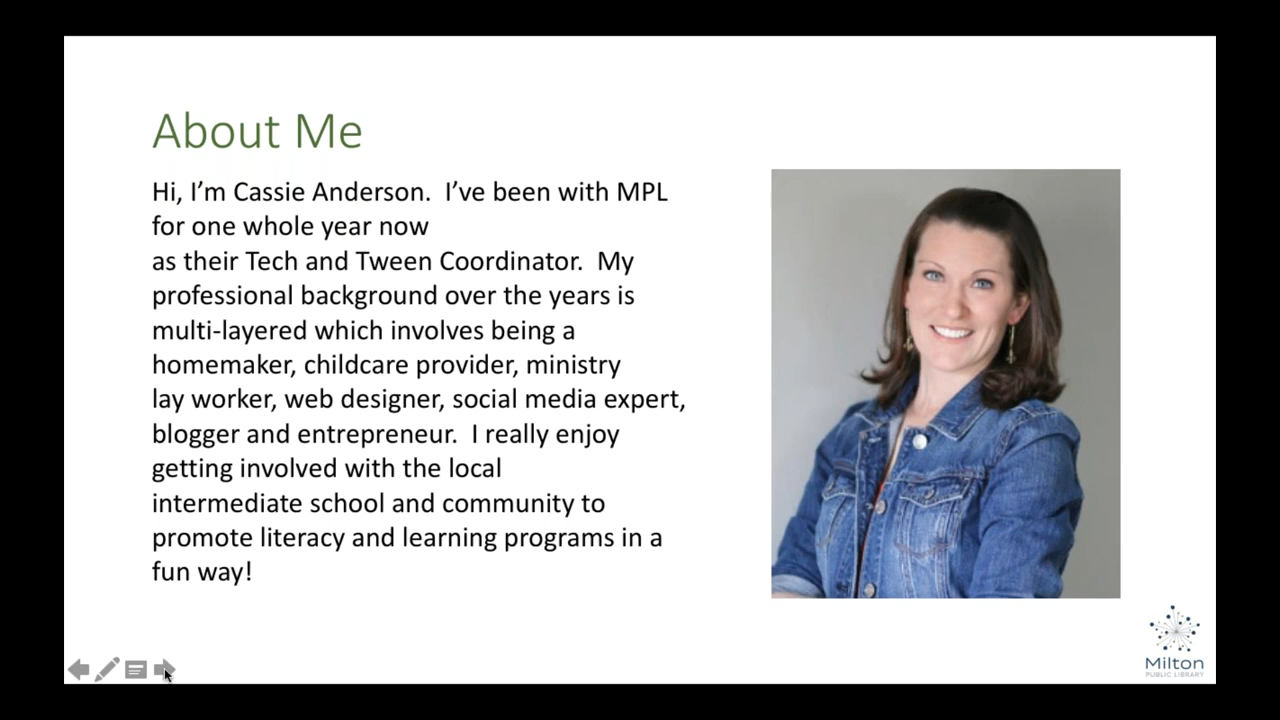 About Me
Hi, I’m Cassie Anderson.  I’ve been with MPL
for one whole year now
as their Tech and Tween Coordinator.  My
professional background over the years is
multi-layered which involves being a
homemaker, childcare provider, ministry
lay worker, web designer, social media expert,
blogger and entrepreneur.  I really enjoy
getting involved with the local
intermediate school and community to
promote literacy and learning programs in a
fun way!
Milton
PUBLIC LIBRARY